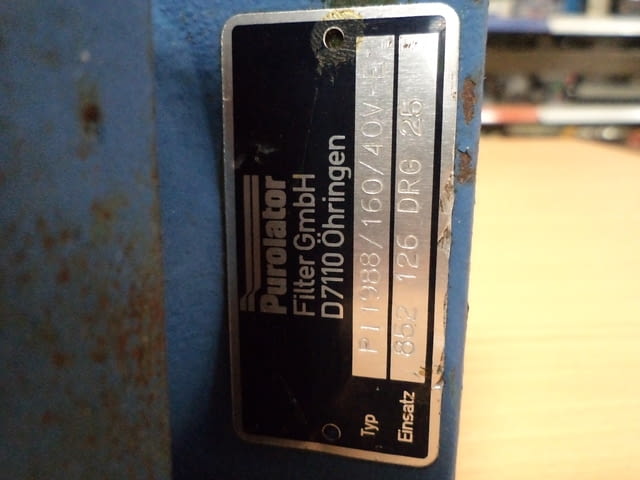 Purolator
Filter GmbH
D7110 Öhringen
Typ
Einsatz 852 126 DRG 25